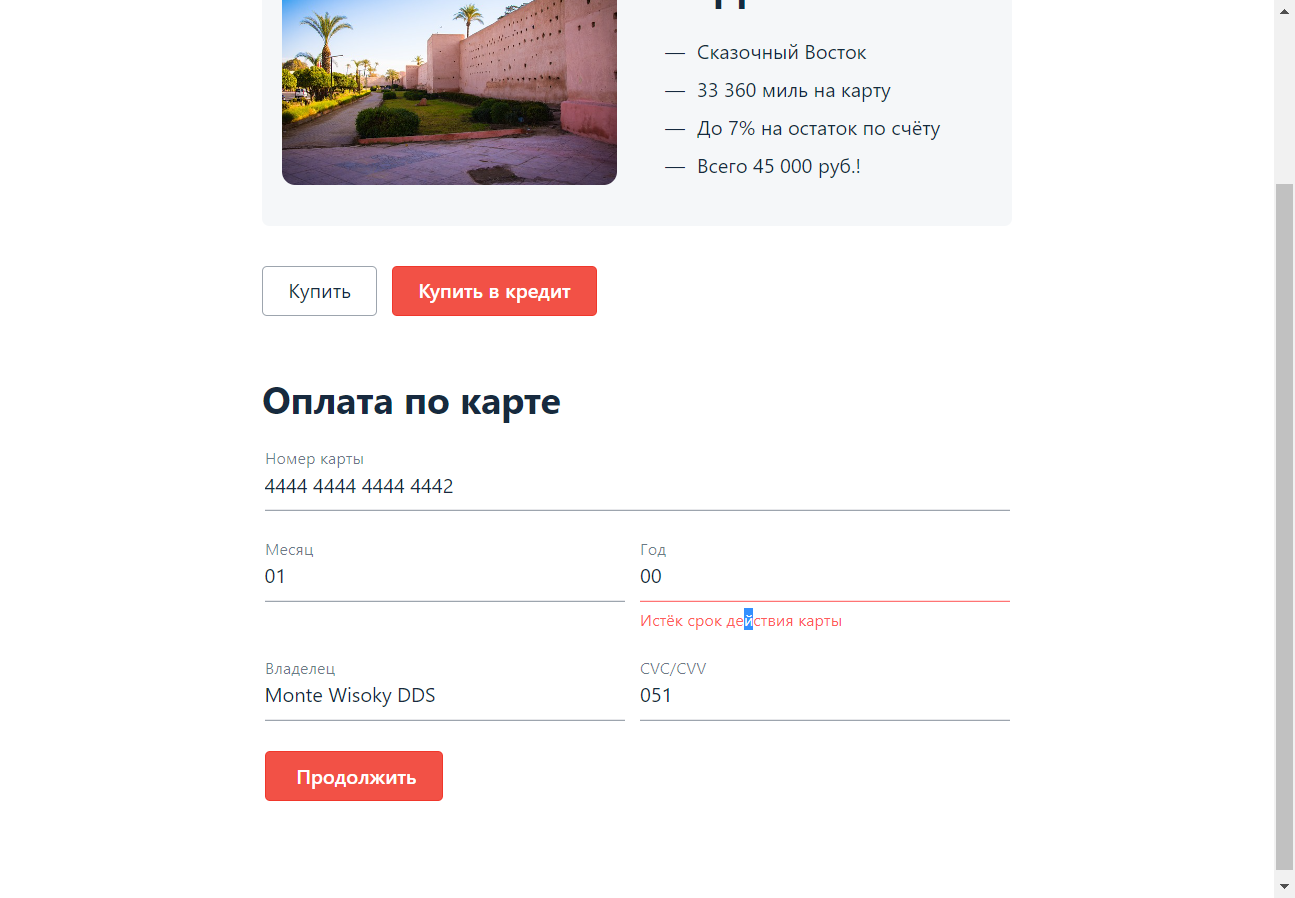 — Сказочный Восток
— 33 360 миль на карту
— До 7% на остаток по счёту
— Всего 45 000 руб.!
Купить
Купить в кредит
Оплата по карте
Номер карты
4444 4444 4444 4442
Месяц
01
Год
00
Истёк срок действия карты
Владелец
Monte Wisoky DDS
CVC/CVV
051
Продолжить